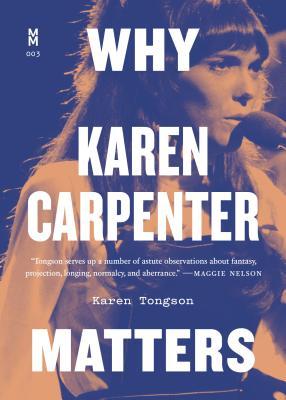 M
M
003
WHY
KAREN
CARPENTER
“Tongson serves up a number of astute observations about fantasy,
projection, longing, normalcy, and aberrance.” —MAGGIE NELSON
Karen Tongson
MATTERS